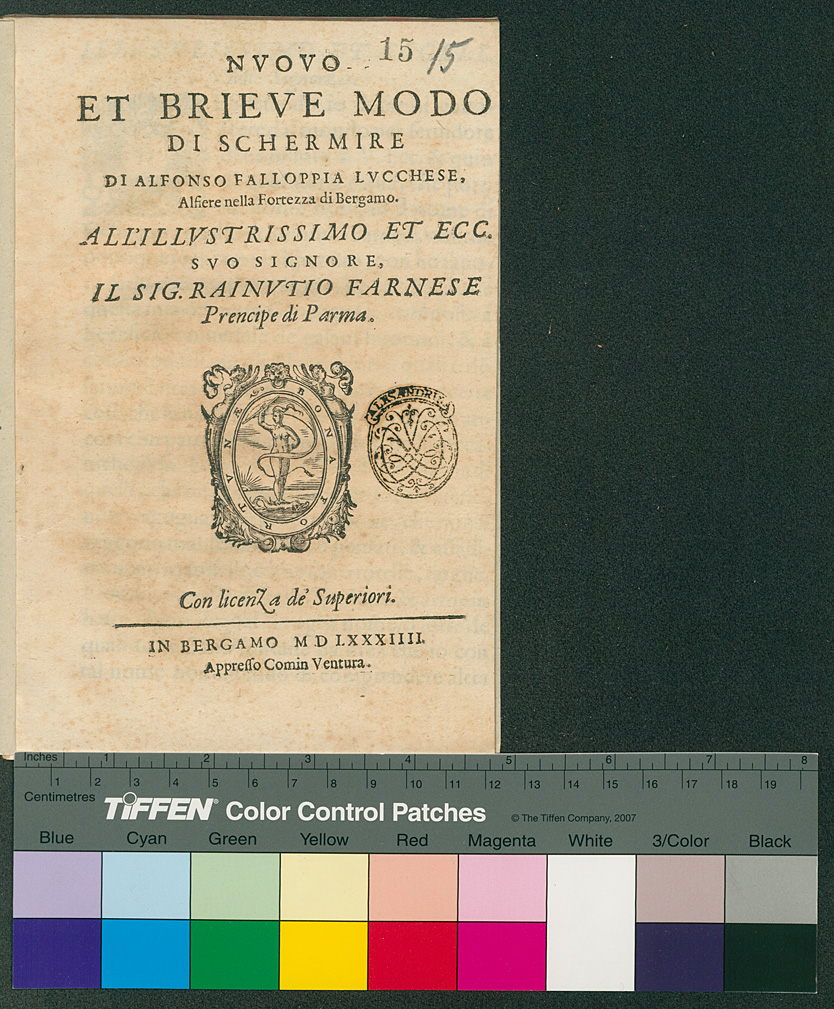 NVOVO 15 15
ET BRIEVE MODO
DI SCHERMIRE
DI ALFONSO FALLOPPIA LVCCHESE,
Alfiere nella Fortezza di Bergamo.
ALL'ILLVSTRISSIMO ET ECC.
SVO SIGNORE,
IL SIG. RAINVTIO FARNESE
Prencipe di Parma.
BONA FORTVNE
ALESANDRINA
Con licenza de' Superiori.
IN BERGAMO M D LXXXIIII.
Appresso Comin Ventura.
Inches 1 2 3 4 5 6 7 8
1 2 3 4 5 6 7 8 9 10 11 12 13 14 15 16 17 18 19
Centimetres
TIFFEN® Color Control Patches © The Tiffen Company, 2007
Blue Cyan Green Yellow Red Magenta White 3/Color Black